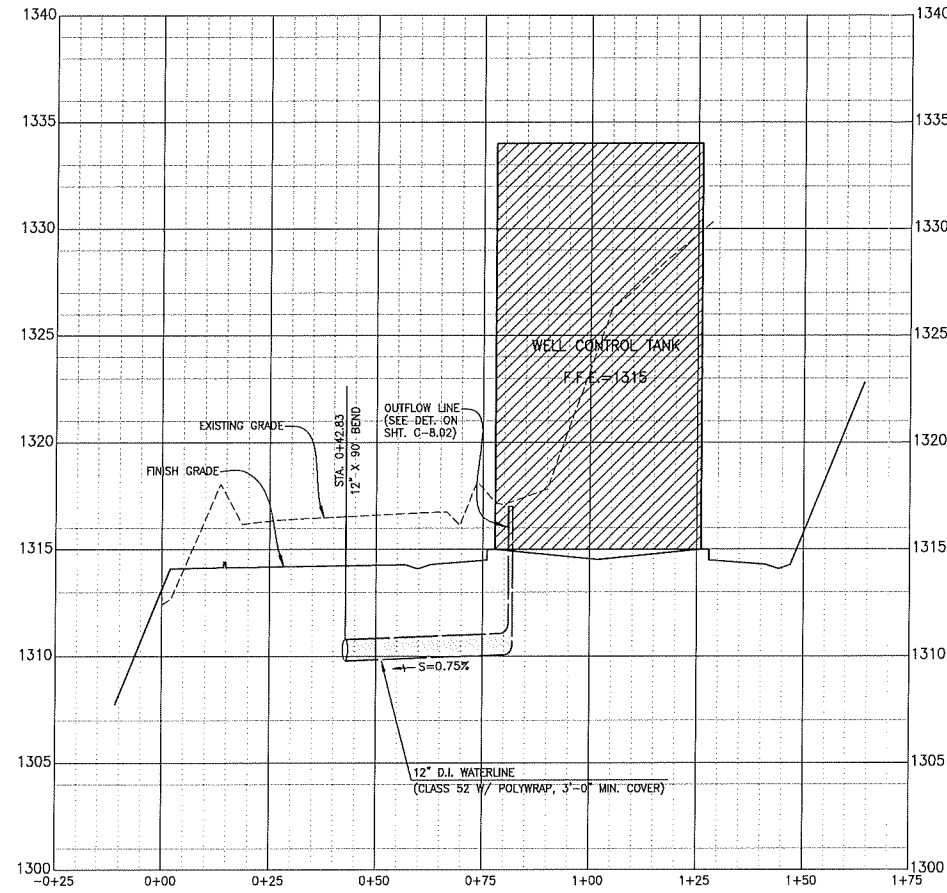 1340
1340
1335
1335
1330
1330
1325
1325
WELL CONTROL TANK
F.F.E.=1315
OUTFLOW LINE
(SEE DET. ON
SHT. C-8.02)
EXISTING GRADE
STA. 0+42.83
12" X 90° BEND
1320
1320
FINISH GRADE
1315
1315
1310
1310
S=0.75%
1305
1305
12" D.I. WATERLINE
(CLASS 52 W/ POLYWRAP, 3'-0" MIN. COVER)
1300
1300
-0+25
0+00
0+25
0+50
0+75
1+00
1+25
1+50
1+75